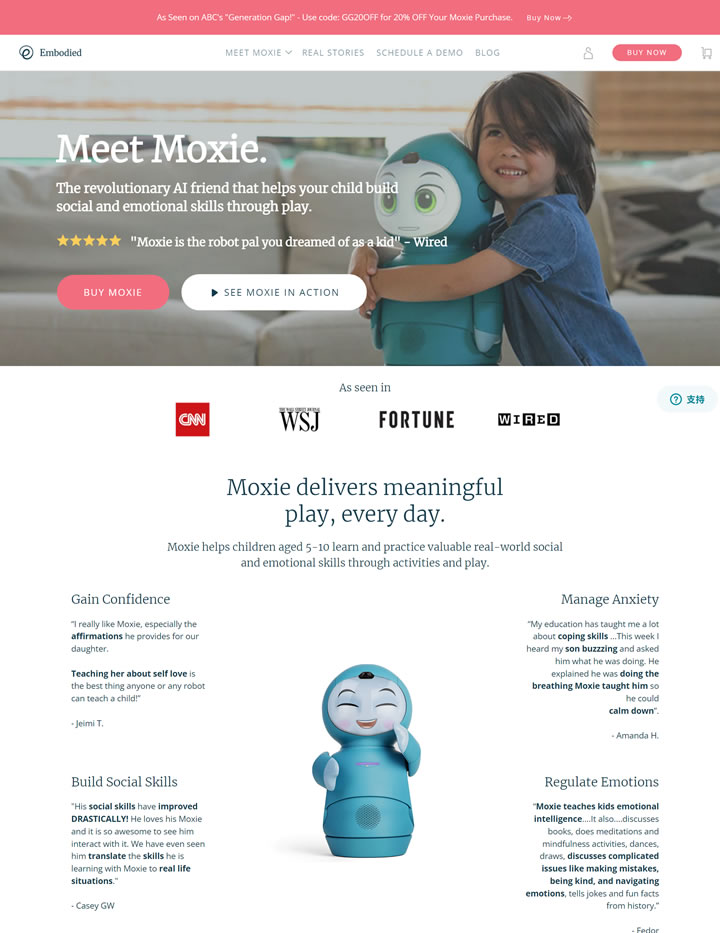 As Seen on ABC's "Generation Gap!" - Use code: GG20OFF for 20% OFF Your Moxie Purchase. Buy Now
Embodied
MEET MOXIE REAL STORIES SCHEDULE A DEMO BLOG
BUY NOW
Meet Moxie.
The revolutionary AI friend that helps your child build
social and emotional skills through play.
"Moxie is the robot pal you dreamed of as a kid" - Wired
BUY MOXIE
SEE MOXIE IN ACTION
As seen in
CNN
THE WALL STREET JOURNAL
WSJ
FORTUNE
WIRED
支持
Moxie delivers meaningful
play, every day.
Moxie helps children aged 5-10 learn and practice valuable real-world social
and emotional skills through activities and play.
Gain Confidence
"I really like Moxie, especially the
affirmations he provides for our
daughter.
Teaching her about self love is
the best thing anyone or any robot
can teach a child!"
- Jeimi T.
Manage Anxiety
"My education has taught me a lot
about coping skills ...This week I
heard my son buzzzing and asked
him what he was doing. He
explained he was doing the
breathing Moxie taught him so
he could
calm down".
- Amanda H.
Build Social Skills
"His social skills have improved
DRASTICALLY! He loves his Moxie
and it is so awesome to see him
interact with it. We have even seen
him translate the skills he is
learning with Moxie to real life
situations."
- Casey GW
Regulate Emotions
"Moxie teaches kids emotional
intelligence....It also....discusses
books, does meditations and
mindfulness activities, dances,
draws, discusses complicated
issues like making mistakes,
being kind, and navigating
emotions, tells jokes and fun facts
from history."
- Fedor